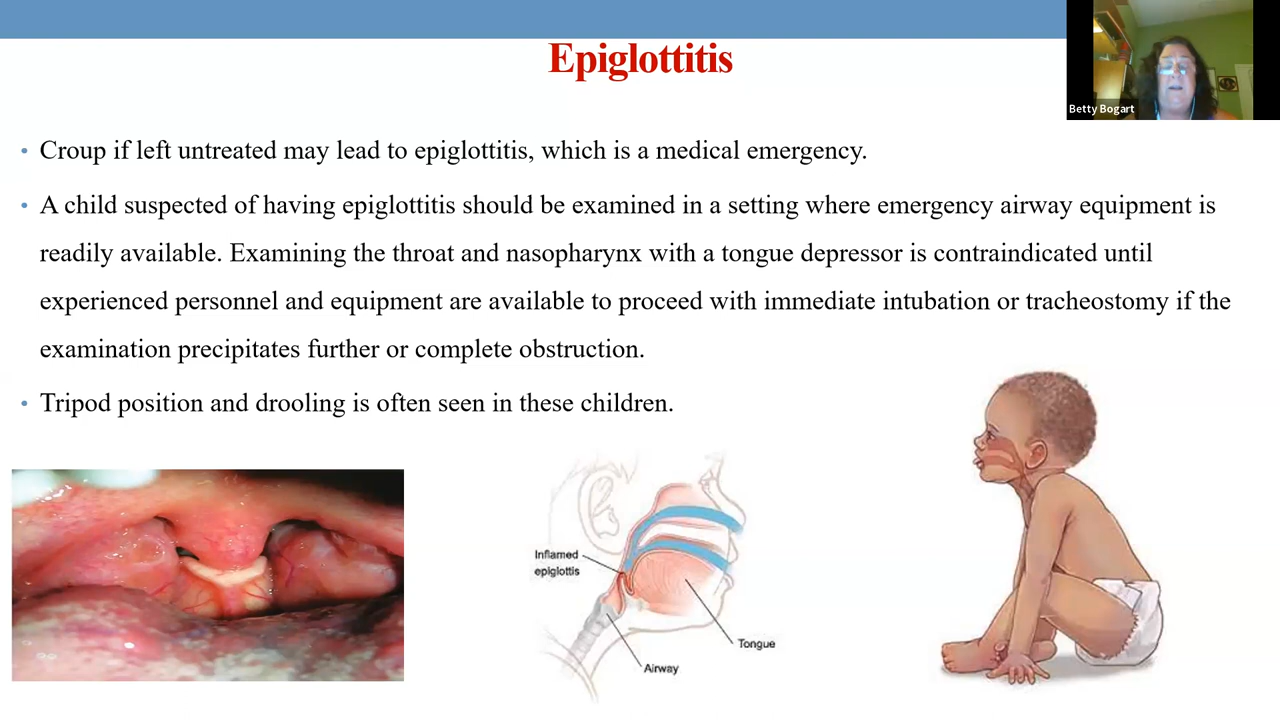 Epiglottitis
Betty Bogart
• Croup if left untreated may lead to epiglottitis, which is a medical emergency.
• A child suspected of having epiglottitis should be examined in a setting where emergency airway equipment is
readily available. Examining the throat and nasopharynx with a tongue depressor is contraindicated until
experienced personnel and equipment are available to proceed with immediate intubation or tracheostomy if the
examination precipitates further or complete obstruction.
• Tripod position and drooling is often seen in these children.
Inflamed
epiglottis
Tongue
Airway